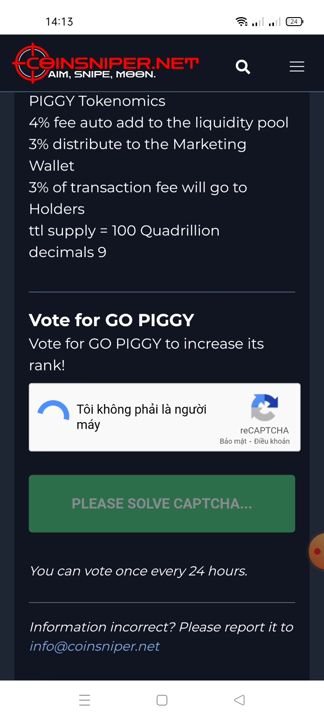 14:13
24
COINSNIPER.NET
AIM, SNIPE, MOON.
PIGGY Tokenomics
4% fee auto add to the liquidity pool
3% distribute to the Marketing
Wallet
3% of transaction fee will go to
Holders
ttl supply = 100 Quadrillion
decimals 9
Vote for GO PIGGY
Vote for GO PIGGY to increase its
rank!
Tôi không phải là người
máy
reCAPTCHA
Bảo mật - Điều khoản
PLEASE SOLVE CAPTCHA...
You can vote once every 24 hours.
Information incorrect? Please report it to
info@coinsniper.net